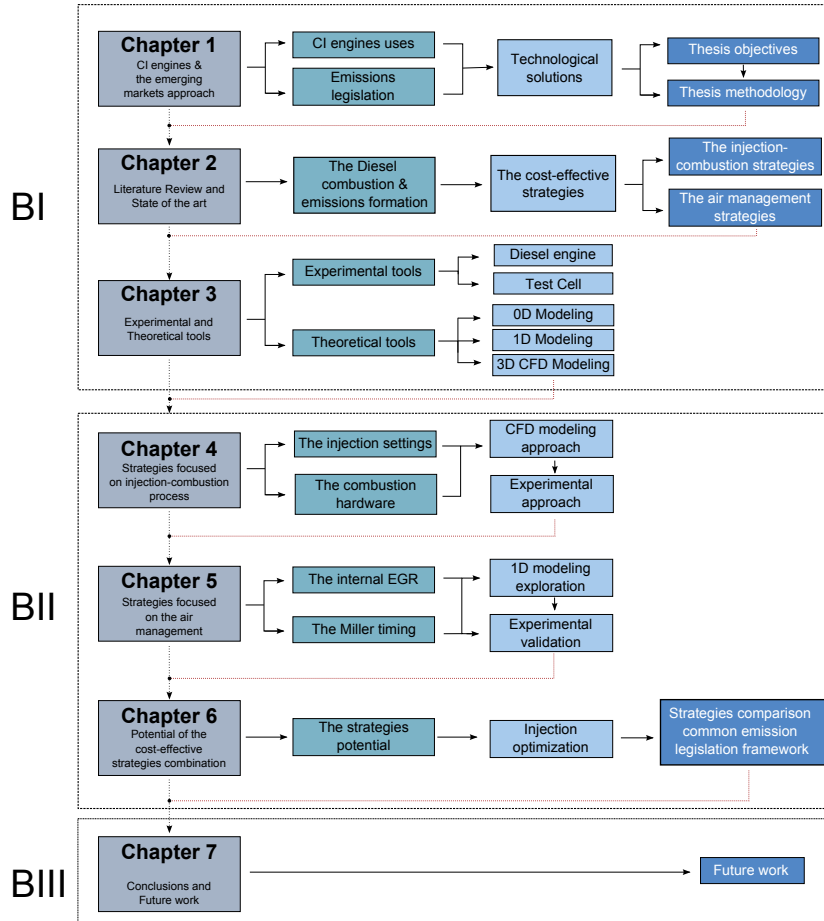 BI
Chapter 1
CI engines &
the emerging
markets approach
CI engines uses
Emissions
legislation
Technological
solutions
Thesis objectives
Thesis methodology
Chapter 2
Literature Review and
State of the art
The Diesel
combustion &
emissions formation
The cost-effective
strategies
The injection-
combustion strategies
The air management
strategies
Chapter 3
Experimental and
Theoretical tools
Experimental tools
Diesel engine
Test Cell
Theoretical tools
0D Modeling
1D Modeling
3D CFD Modeling
BII
Chapter 4
Strategies focused
on injection-combustion
process
The injection settings
The combustion
hardware
CFD modeling
approach
Experimental
approach
Chapter 5
Strategies focused
on the air
management
The internal EGR
The Miller timing
1D modeling
exploration
Experimental
validation
Chapter 6
Potential of the
cost-effective
strategies combination
The strategies
potential
Injection
optimization
Strategies comparison
common emission
legislation framework
BIII
Chapter 7
Conclusions and
Future work
Future work